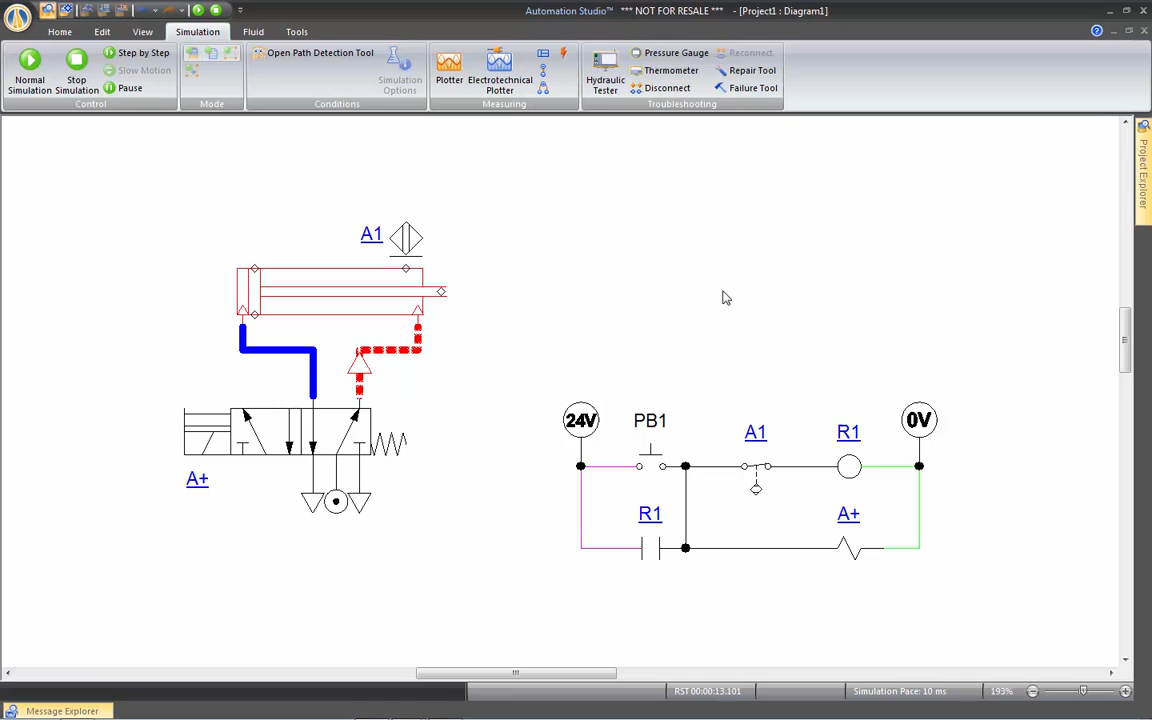 Automation Studio™ *** NOT FOR RESALE *** - [Project1 : Diagram1]
Home Edit View Simulation Fluid Tools
Normal Simulation
Stop Simulation
Step by Step
Slow Motion
Pause
Control
Mode
Open Path Detection Tool
Simulation Options
Conditions
Plotter
Electrotechnical Plotter
Measuring
Hydraulic Tester
Pressure Gauge
Thermometer
Disconnect
Reconnect
Repair Tool
Failure Tool
Troubleshooting
Project Explorer
A1
A+
24V
PB1
A1
R1
0V
R1
A+
RST 00:00:13.101
Simulation Pace: 10 ms
193%
Message Explorer